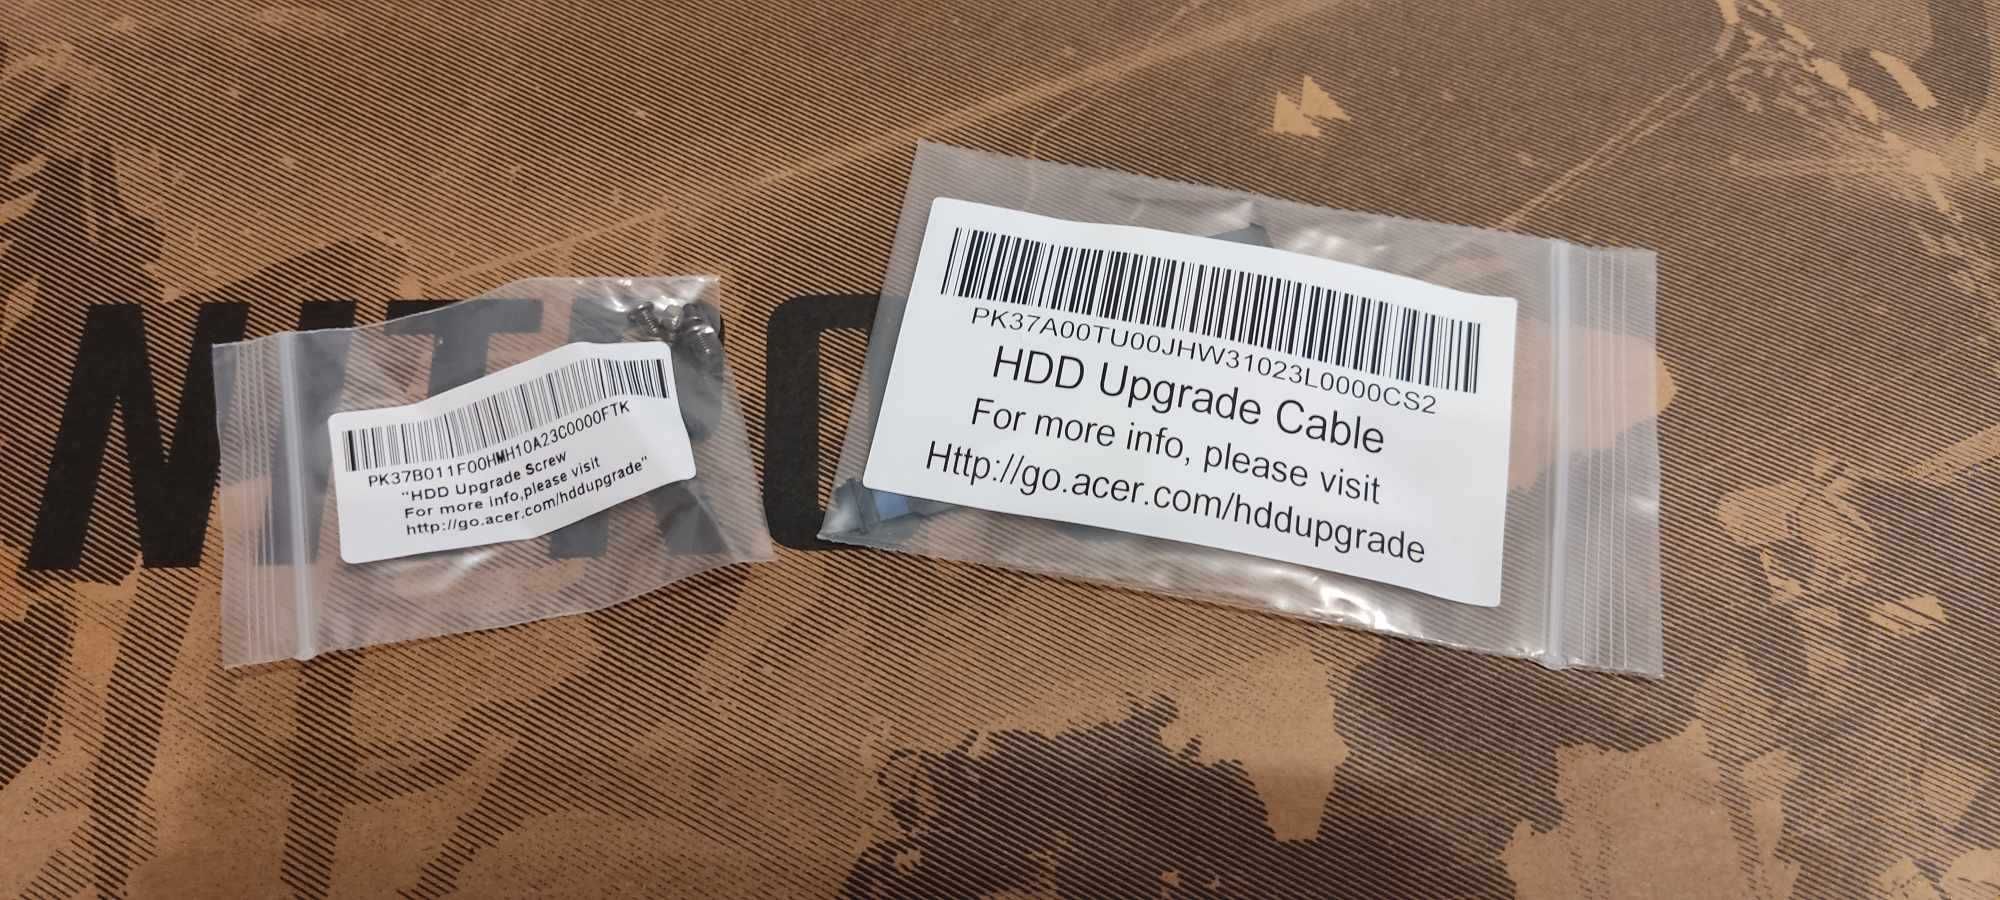 NITRO
PK37B011F00HMH10A23C0000FTK
"HDD Upgrade Screw
For more info,please visit
http://go.acer.com/hddupgrade"
PK37A00TU00JHW31023L0000CS2
HDD Upgrade Cable
For more info, please visit
Http://go.acer.com/hddupgrade